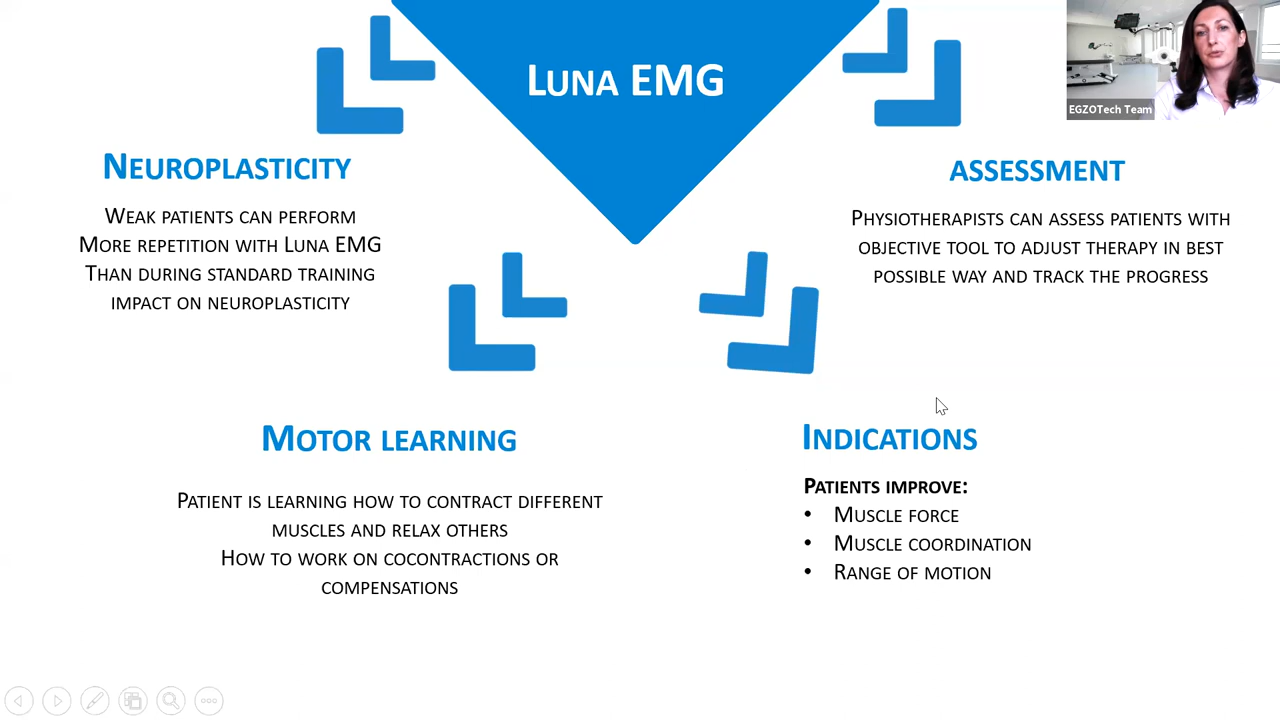 Luna EMG
EGZOTech Team
Neuroplasticity
Weak patients can perform
More repetition with Luna EMG
Than during standard training
impact on neuroplasticity
assessment
Physiotherapists can assess patients with
objective tool to adjust therapy in best
possible way and track the progress
Motor learning
Patient is learning how to contract different
muscles and relax others
How to work on cocontractions or
compensations
Indications
Patients improve:
• Muscle force
• Muscle coordination
• Range of motion